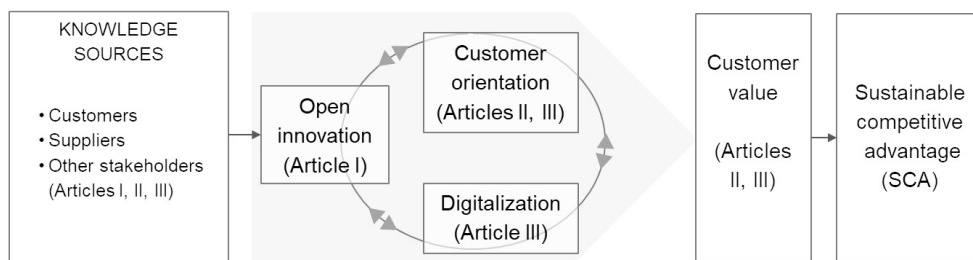 KNOWLEDGE
SOURCES
• Customers
• Suppliers
• Other stakeholders
(Articles I, II, III)
Open
innovation
(Article I)
Customer
orientation
(Articles II, III)
Digitalization
(Article III)
Customer
value
(Articles
II, III)
Sustainable
competitive
advantage
(SCA)